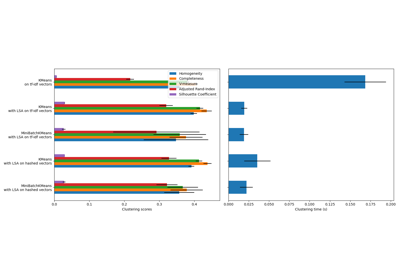 Homogeneity
Completeness
V-measure
Adjusted Rand-Index
Silhouette Coefficient
KMeans
on tf-idf vectors
KMeans
with LSA on tf-idf vectors
MiniBatchKMeans
with LSA on tf-idf vectors
KMeans
with LSA on hashed vectors
MiniBatchKMeans
with LSA on hashed vectors
0.0 0.1 0.2 0.3 0.4
Clustering scores
0.000 0.025 0.050 0.075 0.100 0.125 0.150 0.175 0.200
Clustering time (s)